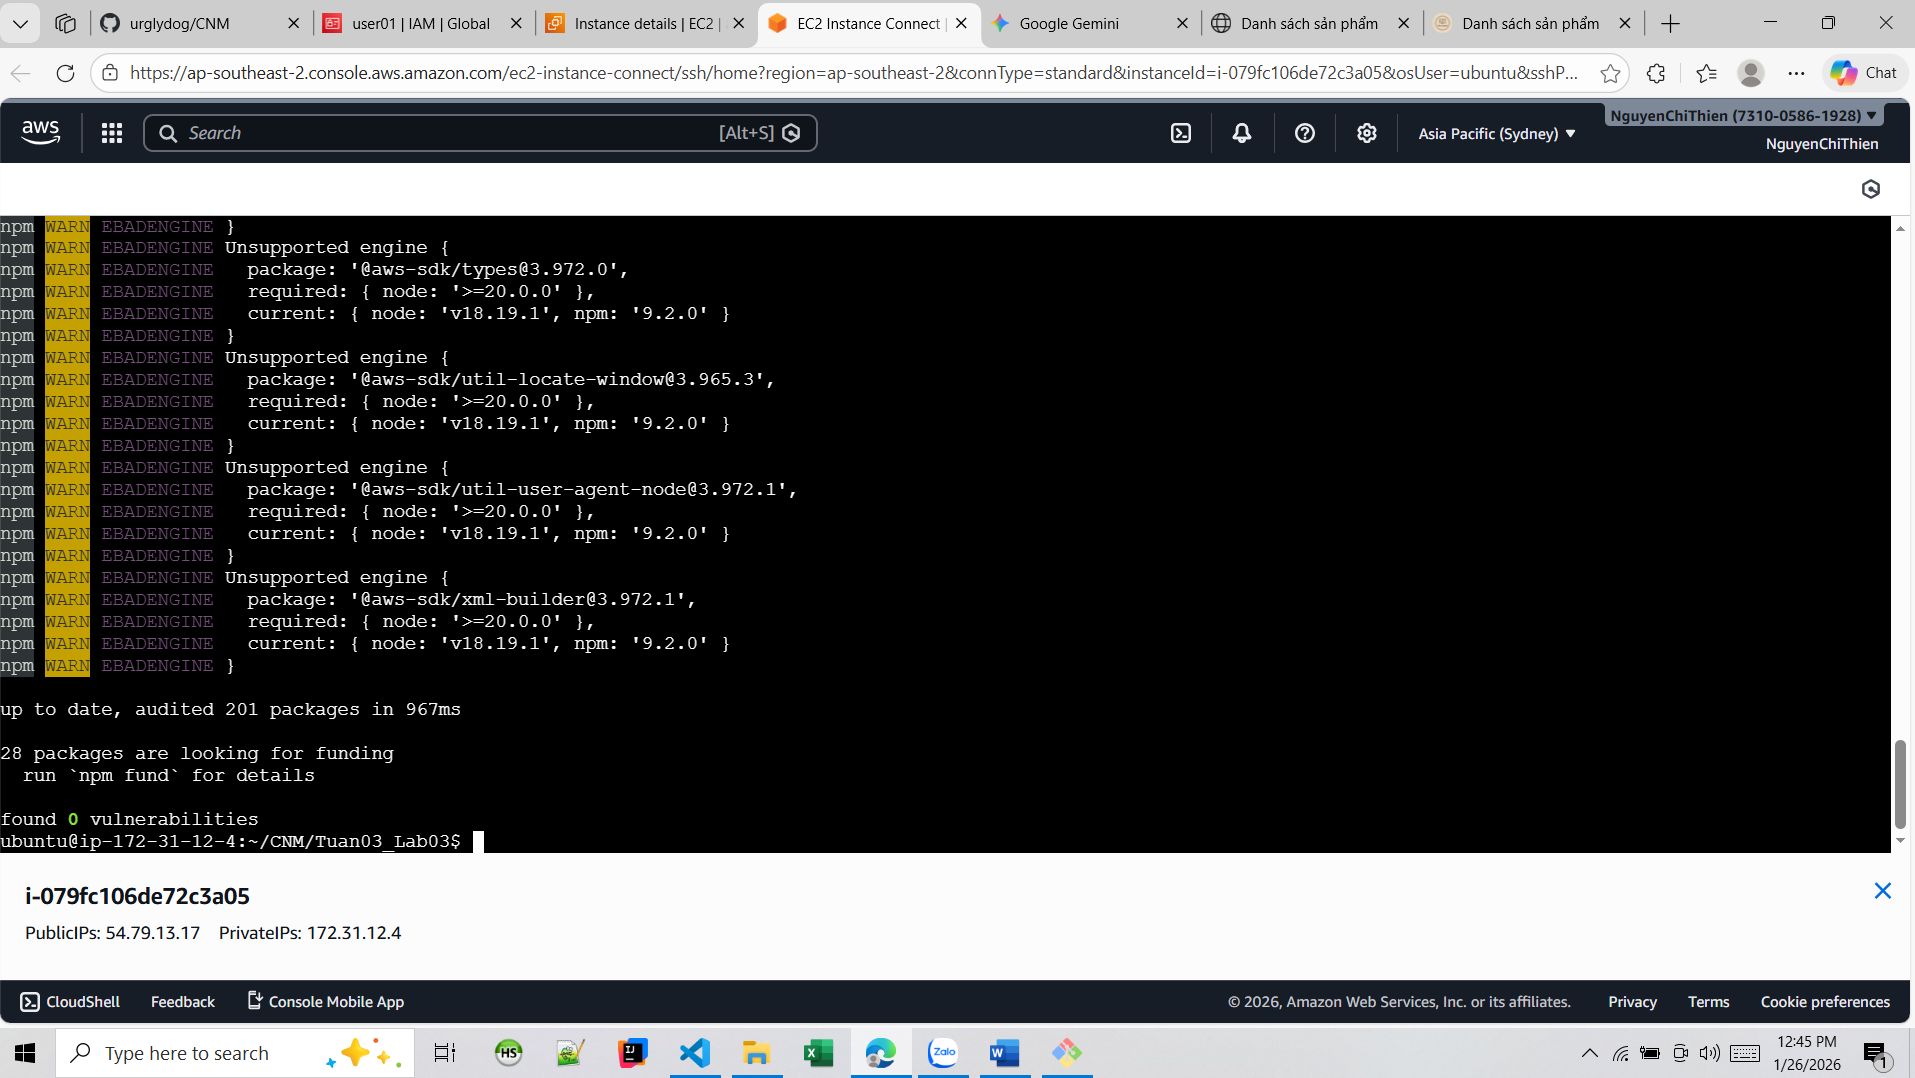 urglydog/CNM
user01 | IAM | Global
Instance details | EC2 |
EC2 Instance Connect |
Google Gemini
Danh sách sản phẩm
Danh sách sản phẩm
https://ap-southeast-2.console.aws.amazon.com/ec2-instance-connect/ssh/home?region=ap-southeast-2&connType=standard&instanceId=i-079fc106de72c3a05&osUser=ubuntu&sshP...
Chat
aws
Search
[Alt+S]
Asia Pacific (Sydney)
NguyenChiThien (7310-0586-1928)
NguyenChiThien
npm WARN EBADENGINE }
npm WARN EBADENGINE Unsupported engine {
npm WARN EBADENGINE   package: '@aws-sdk/types@3.972.0',
npm WARN EBADENGINE   required: { node: '>=20.0.0' },
npm WARN EBADENGINE   current: { node: 'v18.19.1', npm: '9.2.0' }
npm WARN EBADENGINE }
npm WARN EBADENGINE Unsupported engine {
npm WARN EBADENGINE   package: '@aws-sdk/util-locate-window@3.965.3',
npm WARN EBADENGINE   required: { node: '>=20.0.0' },
npm WARN EBADENGINE   current: { node: 'v18.19.1', npm: '9.2.0' }
npm WARN EBADENGINE }
npm WARN EBADENGINE Unsupported engine {
npm WARN EBADENGINE   package: '@aws-sdk/util-user-agent-node@3.972.1',
npm WARN EBADENGINE   required: { node: '>=20.0.0' },
npm WARN EBADENGINE   current: { node: 'v18.19.1', npm: '9.2.0' }
npm WARN EBADENGINE }
npm WARN EBADENGINE Unsupported engine {
npm WARN EBADENGINE   package: '@aws-sdk/xml-builder@3.972.1',
npm WARN EBADENGINE   required: { node: '>=20.0.0' },
npm WARN EBADENGINE   current: { node: 'v18.19.1', npm: '9.2.0' }
npm WARN EBADENGINE }
up to date, audited 201 packages in 967ms
28 packages are looking for funding
  run `npm fund` for details
found 0 vulnerabilities
ubuntu@ip-172-31-12-4:~/CNM/Tuan03_Lab03$
i-079fc106de72c3a05
PublicIPs: 54.79.13.17 PrivateIPs: 172.31.12.4
CloudShell
Feedback
Console Mobile App
© 2026, Amazon Web Services, Inc. or its affiliates.
Privacy
Terms
Cookie preferences
Type here to search
HS
IJ
Zalo
12:45 PM
1/26/2026
1